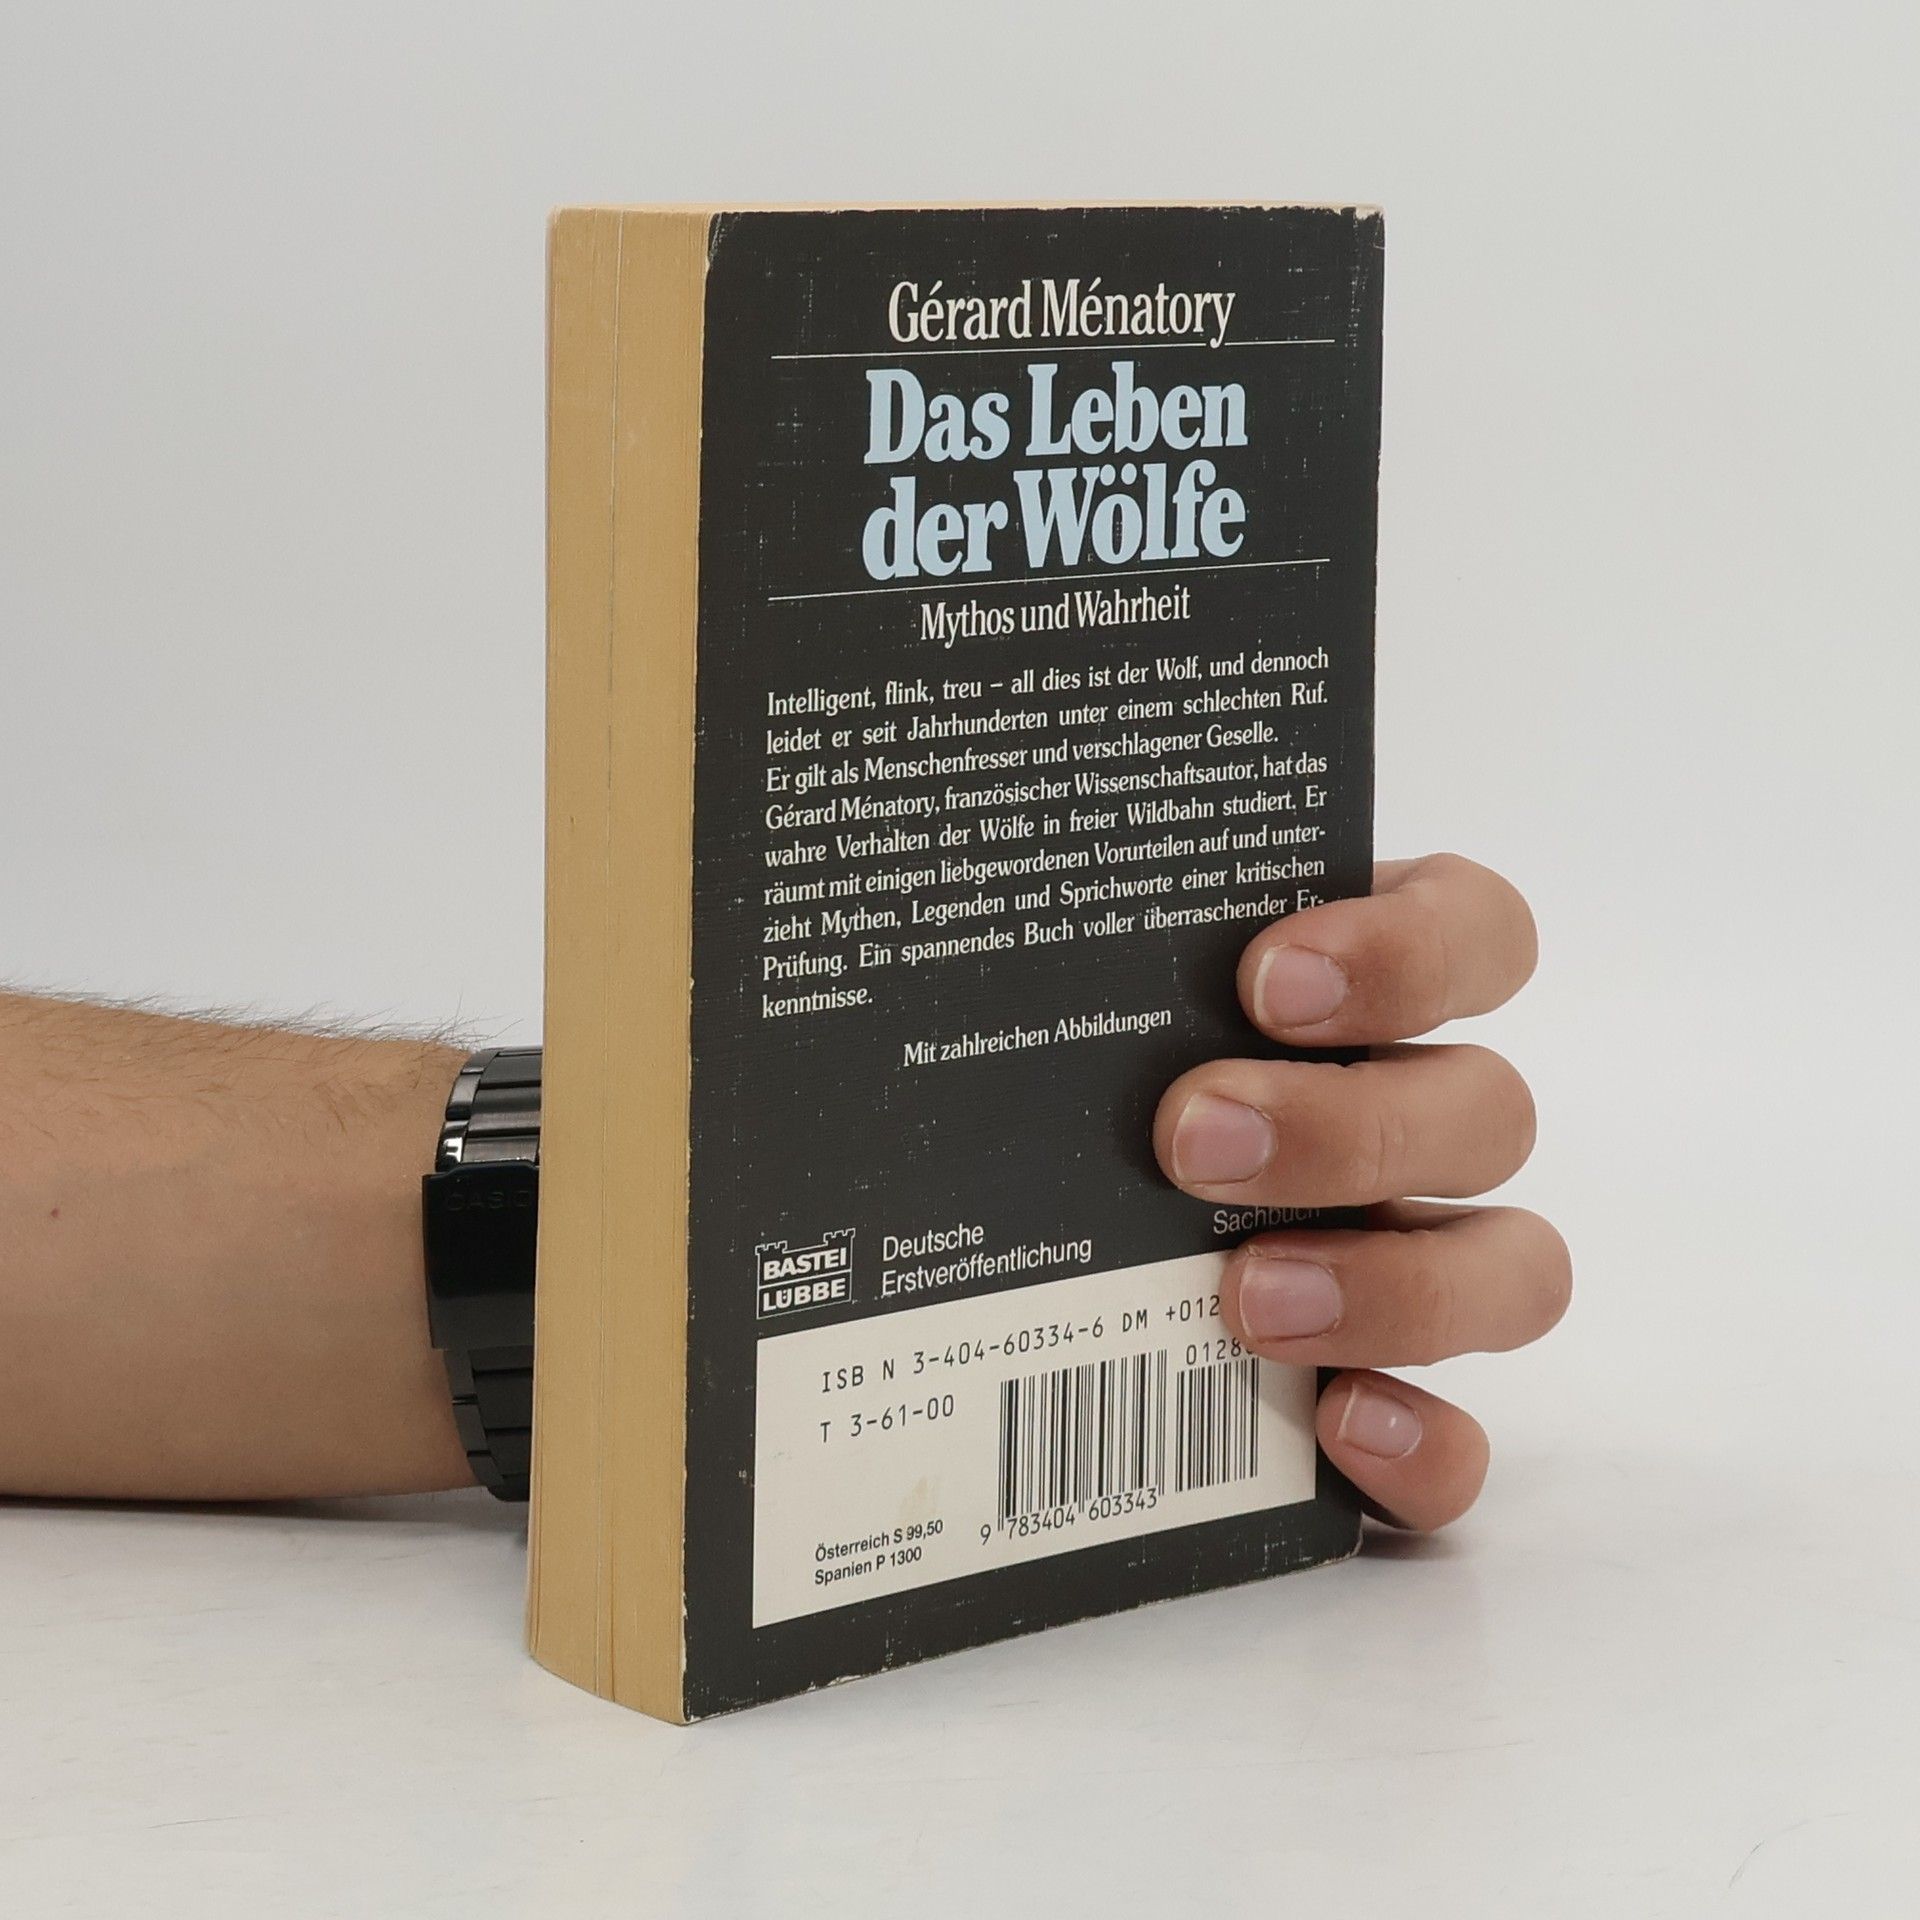 Gérard Ménatory
Das Leben
der Wölfe
Mythos und Wahrheit
Intelligent, flink, treu – all dies ist der Wolf, und dennoch
leidet er seit Jahrhunderten unter einem schlechten Ruf.
Er gilt als Menschenfresser und verschlagener Geselle.
Gérard Ménatory, französischer Wissenschaftsautor, hat das
wahre Verhalten der Wölfe in freier Wildbahn studiert. Er
räumt mit einigen liebgewordenen Vorurteilen auf und unter-
zieht Mythen, Legenden und Sprichworte einer kritischen
Prüfung. Ein spannendes Buch voller überraschender Er-
kenntnisse.
Mit zahlreichen Abbildungen
CASIO
BASTEI
LÜBBE
Deutsche
Erstveröffentlichung
Sachbuch
ISB N 3-404-60334-6 DM +012
0128
T 3-61-00
9 783404 603343
Österreich S 99,50
Spanien P 1300